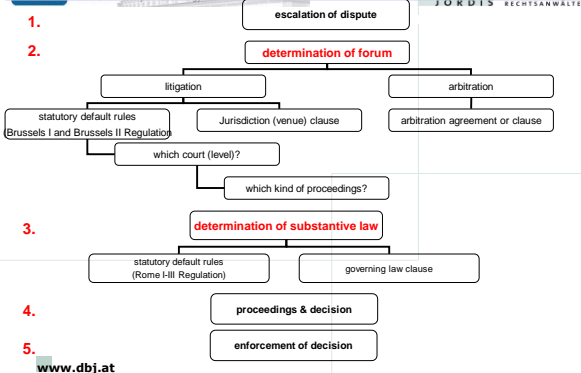 JORDIS RECHTSANWÄLTE
1.
escalation of dispute
2.
determination of forum
litigation
arbitration
statutory default rules
(Brussels I and Brussels II Regulation
Jurisdiction (venue) clause
arbitration agreement or clause
which court (level)?
which kind of proceedings?
3.
determination of substantive law
statutory default rules
(Rome I-III Regulation)
governing law clause
4.
proceedings & decision
5.
enforcement of decision
www.dbj.at